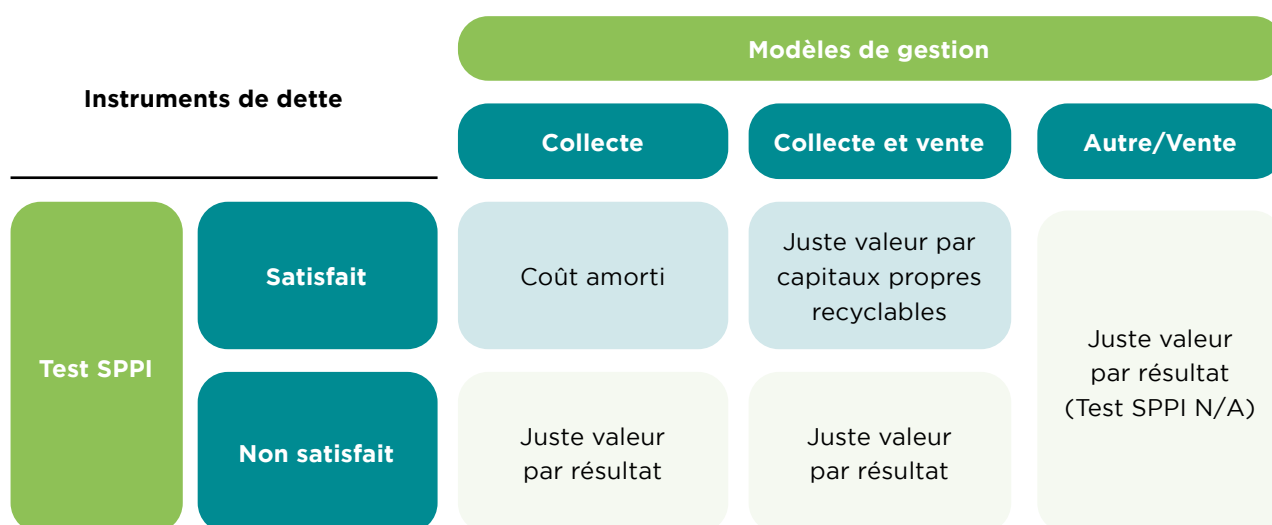 Modèles de gestion
Instruments de dette
Collecte
Collecte et vente
Autre/Vente
Test SPPI
Satisfait
Coût amorti
Juste valeur par
capitaux propres
recyclables
Juste valeur
par résultat
(Test SPPI N/A)
Non satisfait
Juste valeur
par résultat
Juste valeur
par résultat